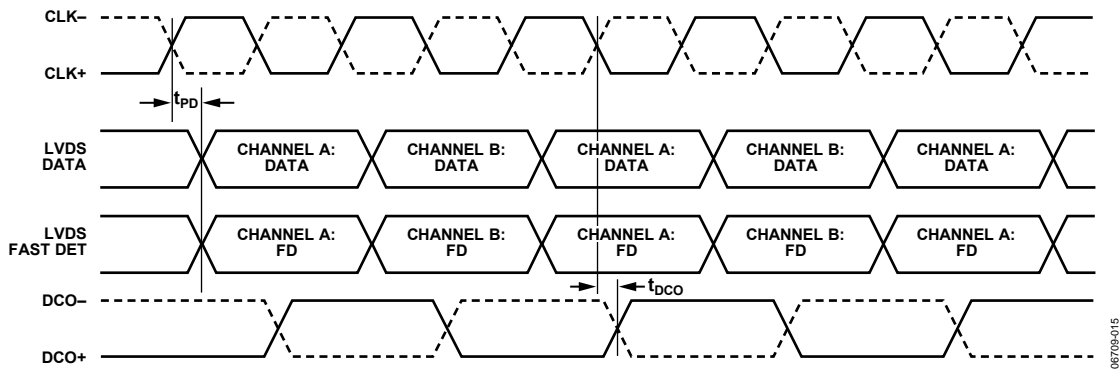 CLK–
CLK+
tPD
LVDS
DATA
CHANNEL A:
DATA
CHANNEL B:
DATA
CHANNEL A:
DATA
CHANNEL B:
DATA
CHANNEL A:
DATA
LVDS
FAST DET
CHANNEL A:
FD
CHANNEL B:
FD
CHANNEL A:
FD
CHANNEL B:
FD
CHANNEL A:
FD
tDCO
DCO–
DCO+
06709-015